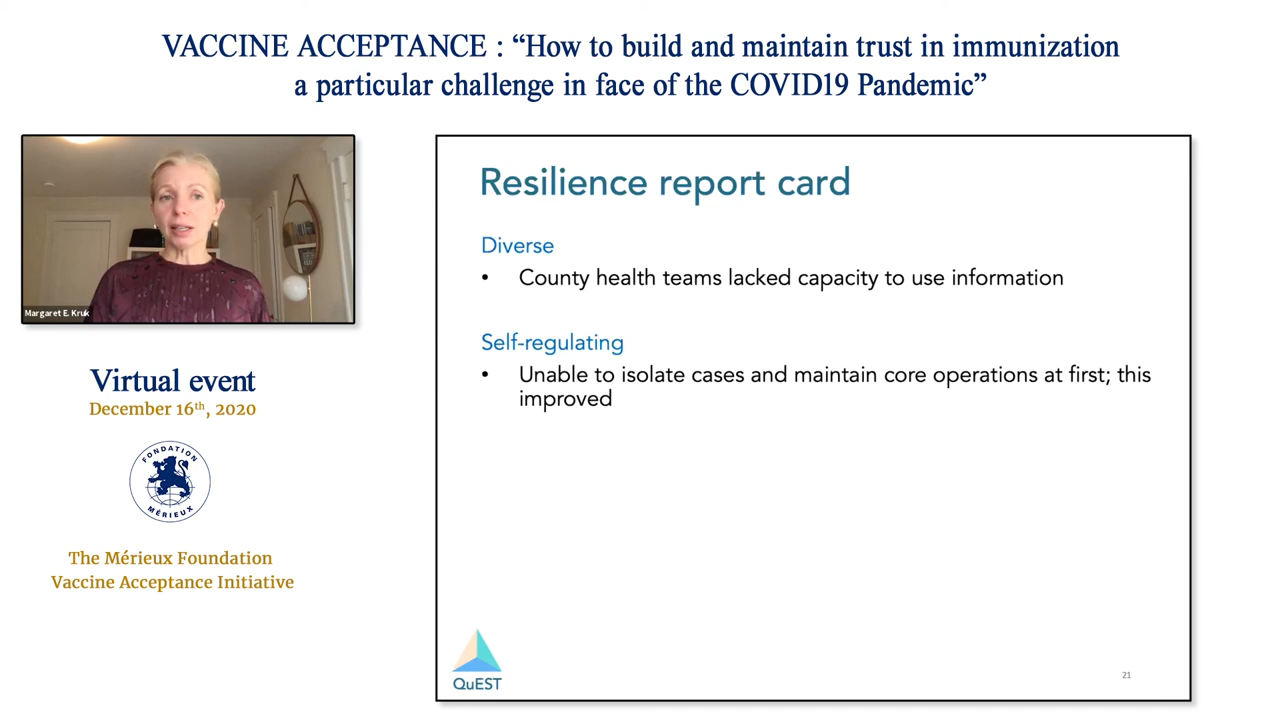 VACCINE ACCEPTANCE : “How to build and maintain trust in immunization
a particular challenge in face of the COVID19 Pandemic”
Margaret E. Kruk
Virtual event
December 16th, 2020
FONDATION
MÉRIEUX
The Mérieux Foundation
Vaccine Acceptance Initiative
Resilience report card
Diverse
• County health teams lacked capacity to use information
Self-regulating
• Unable to isolate cases and maintain core operations at first; this
improved
QuEST
21